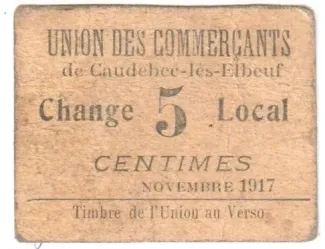 UNION DES COMMERÇANTS
de Caudebec-lès-Elbeuf
Change 5 Local
CENTIMES
NOVEMBRE 1917
Timbre de l'Union au Verso